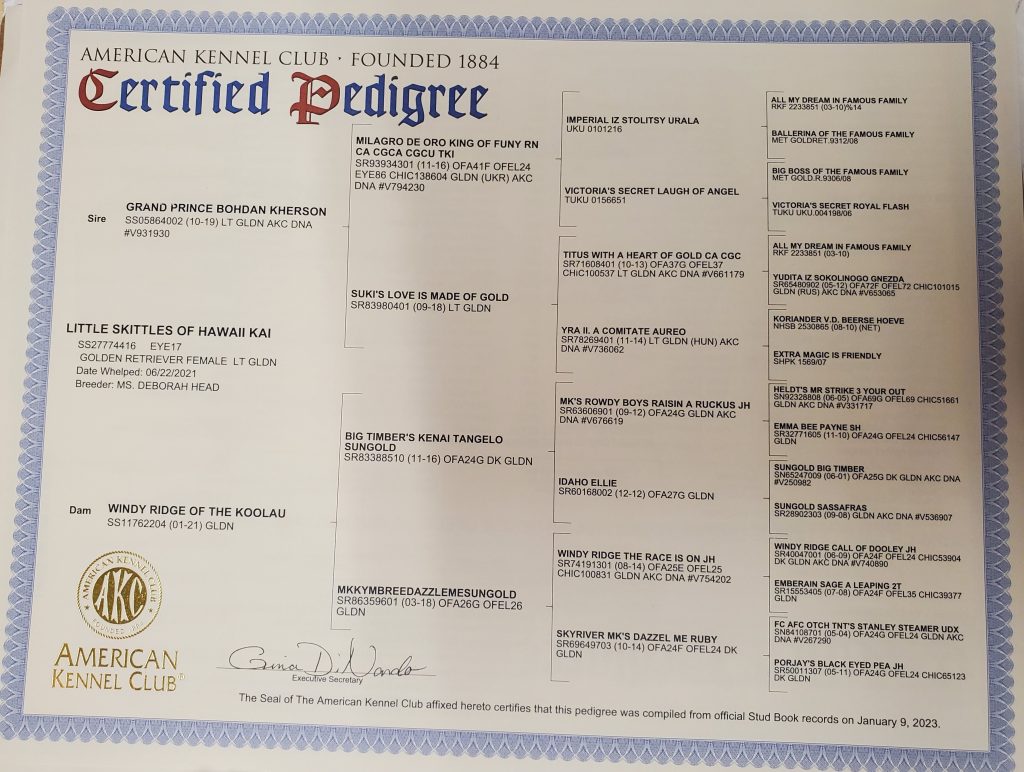 AMERICAN KENNEL CLUB · FOUNDED 1884
Certified Pedigree
Sire
GRAND PRINCE BOHDAN KHERSON
SS05864002 (10-19) LT GLDN AKC DNA
#V931930
LITTLE SKITTLES OF HAWAII KAI
SS27774416 EYE17
GOLDEN RETRIEVER FEMALE LT GLDN
Date Whelped: 06/22/2021
Breeder: MS. DEBORAH HEAD
Dam
WINDY RIDGE OF THE KOOLAU
SS11762204 (01-21) GLDN
MILAGRO DE ORO KING OF FUNY RN
CA CGCA CGCU TKI
SR93934301 (11-16) OFA41F OFEL24
EYE86 CHIC138604 GLDN (UKR) AKC
DNA #V794230
SUKI'S LOVE IS MADE OF GOLD
SR83980401 (09-18) LT GLDN
BIG TIMBER'S KENAI TANGELO
SUNGOLD
SR83388510 (11-16) OFA24G DK GLDN
MKKYMBREEDAZZLEMESUNGOLD
SR86359601 (03-18) OFA26G OFEL26
GLDN
IMPERIAL IZ STOLITSY URALA
UKU 0101216
VICTORIA'S SECRET LAUGH OF ANGEL
TUKU 0156651
TITUS WITH A HEART OF GOLD CA CGC
SR71608401 (10-13) OFA37G OFEL37
CHIC100537 LT GLDN AKC DNA #V661179
YRA II. A COMITATE AUREO
SR78269401 (11-14) LT GLDN (HUN) AKC
DNA #V736062
MK'S ROWDY BOYS RAISIN A RUCKUS JH
SR63606901 (09-12) OFA24G GLDN AKC
DNA #V676619
IDAHO ELLIE
SR60168002 (12-12) OFA27G GLDN
WINDY RIDGE THE RACE IS ON JH
SR74191301 (08-14) OFA25E OFEL25
CHIC100831 GLDN AKC DNA #V754202
SKYRIVER MK'S DAZZEL ME RUBY
SR69649703 (10-14) OFA24F OFEL24 DK
GLDN
ALL MY DREAM IN FAMOUS FAMILY
RKF 2233851 (03-10)%14
BALLERINA OF THE FAMOUS FAMILY
MET GOLDRET.9312/08
BIG BOSS OF THE FAMOUS FAMILY
MET GOLD.R.9306/08
VICTORIA'S SECRET ROYAL FLASH
TUKU UKU.004198/06
ALL MY DREAM IN FAMOUS FAMILY
RKF 2233851 (03-10)
YUDITA IZ SOKOLINOGO GNEZDA
SR65480902 (05-12) OFA72F OFEL72 CHIC101015
GLDN (RUS) AKC DNA #V653065
KORIANDER V.D. BEERSE HOEVE
NHSB 2530865 (08-10) (NET)
EXTRA MAGIC IS FRIENDLY
SHPK 1569/07
HELDT'S MR STRIKE 3 YOUR OUT
SN92328808 (06-05) OFA69G OFEL69 CHIC51661
GLDN AKC DNA #V331717
EMMA BEE PAYNE SH
SR32771605 (11-10) OFA24G OFEL24 CHIC56147
GLDN
SUNGOLD BIG TIMBER
SN65247009 (06-01) OFA25G DK GLDN AKC DNA
#V250982
SUNGOLD SASSAFRAS
SR28902303 (09-08) GLDN AKC DNA #V536907
WINDY RIDGE CALL OF DOOLEY JH
SR40047001 (06-09) OFA24F OFEL24 CHIC53904
DK GLDN AKC DNA #V740890
EMBERAIN SAGE A LEAPING 2T
SR15553405 (07-08) OFA24F OFEL35 CHIC39377
GLDN
FC AFC OTCH TNT'S STANLEY STEAMER UDX
SN84108701 (05-04) OFA24G OFEL24 GLDN AKC
DNA #V267290
PORJAY'S BLACK EYED PEA JH
SR50011307 (05-11) OFA24G OFEL24 CHIC65123
DK GLDN
AMERICAN KENNEL CLUB
AKC
AMERICAN
KENNEL CLUB®
Gina DiNardo
Executive Secretary
The Seal of The American Kennel Club affixed hereto certifies that this pedigree was compiled from official Stud Book records on January 9, 2023.